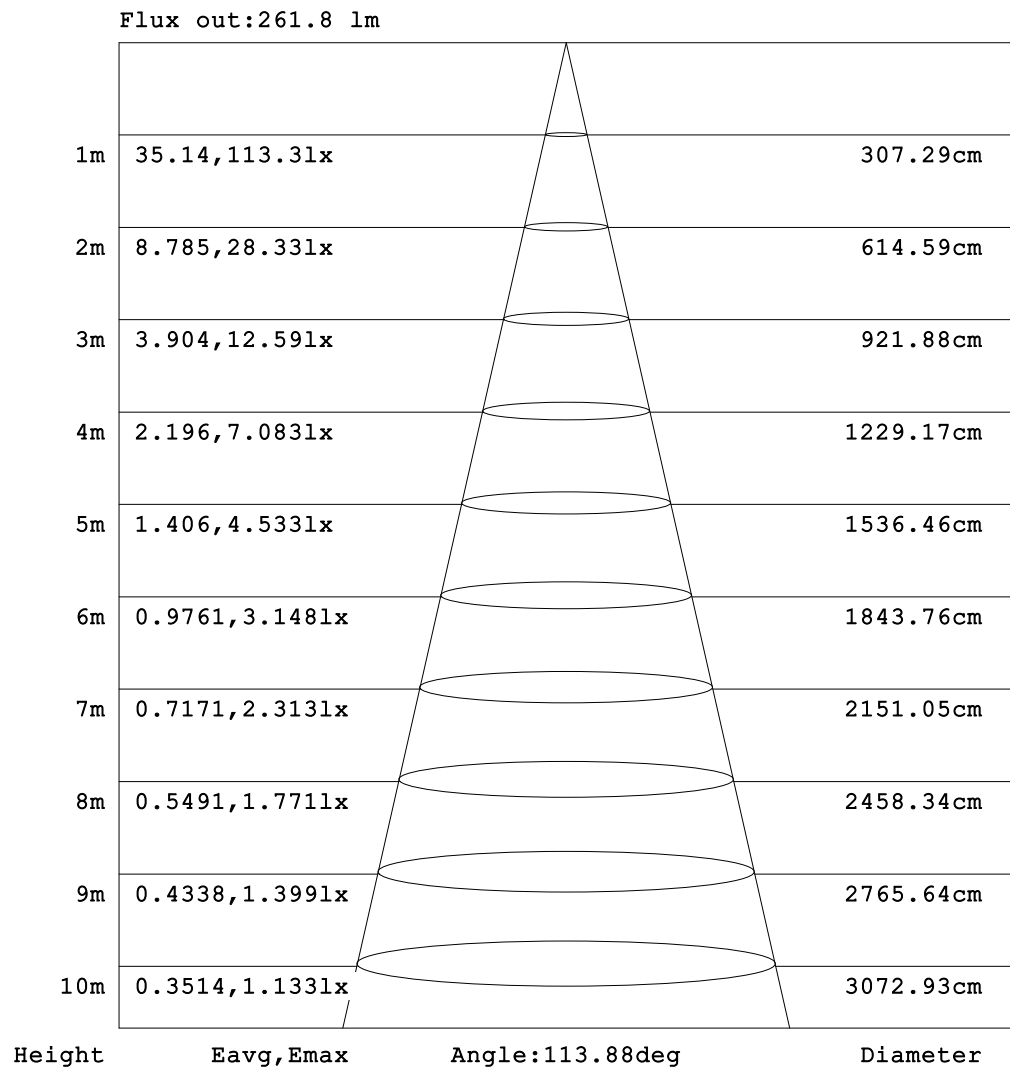 Flux out:261.8 lm
1m 35.14,113.3lx 307.29cm
2m 8.785,28.33lx 614.59cm
3m 3.904,12.59lx 921.88cm
4m 2.196,7.083lx 1229.17cm
5m 1.406,4.533lx 1536.46cm
6m 0.9761,3.148lx 1843.76cm
7m 0.7171,2.313lx 2151.05cm
8m 0.5491,1.771lx 2458.34cm
9m 0.4338,1.399lx 2765.64cm
10m 0.3514,1.133lx 3072.93cm
Height Eavg,Emax Angle:113.88deg Diameter